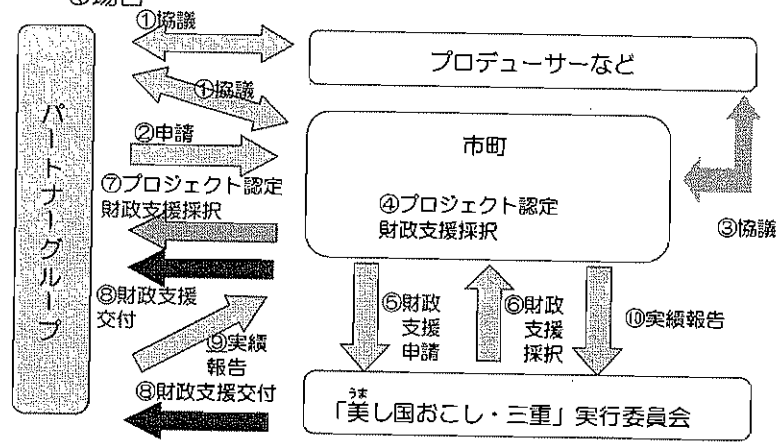 ①協議
プロデューサーなど
①協議
パートナーグループ
②申請
市町
⑦プロジェクト認定
財政支援採択
④プロジェクト認定
財政支援採択
③協議
⑧財政支援
交付
⑤財政
支援
申請
⑥財政
支援
採択
⑩実績報告
⑨実績
報告
⑧財政支援交付
うま
「美し国おこし・三重」実行委員会